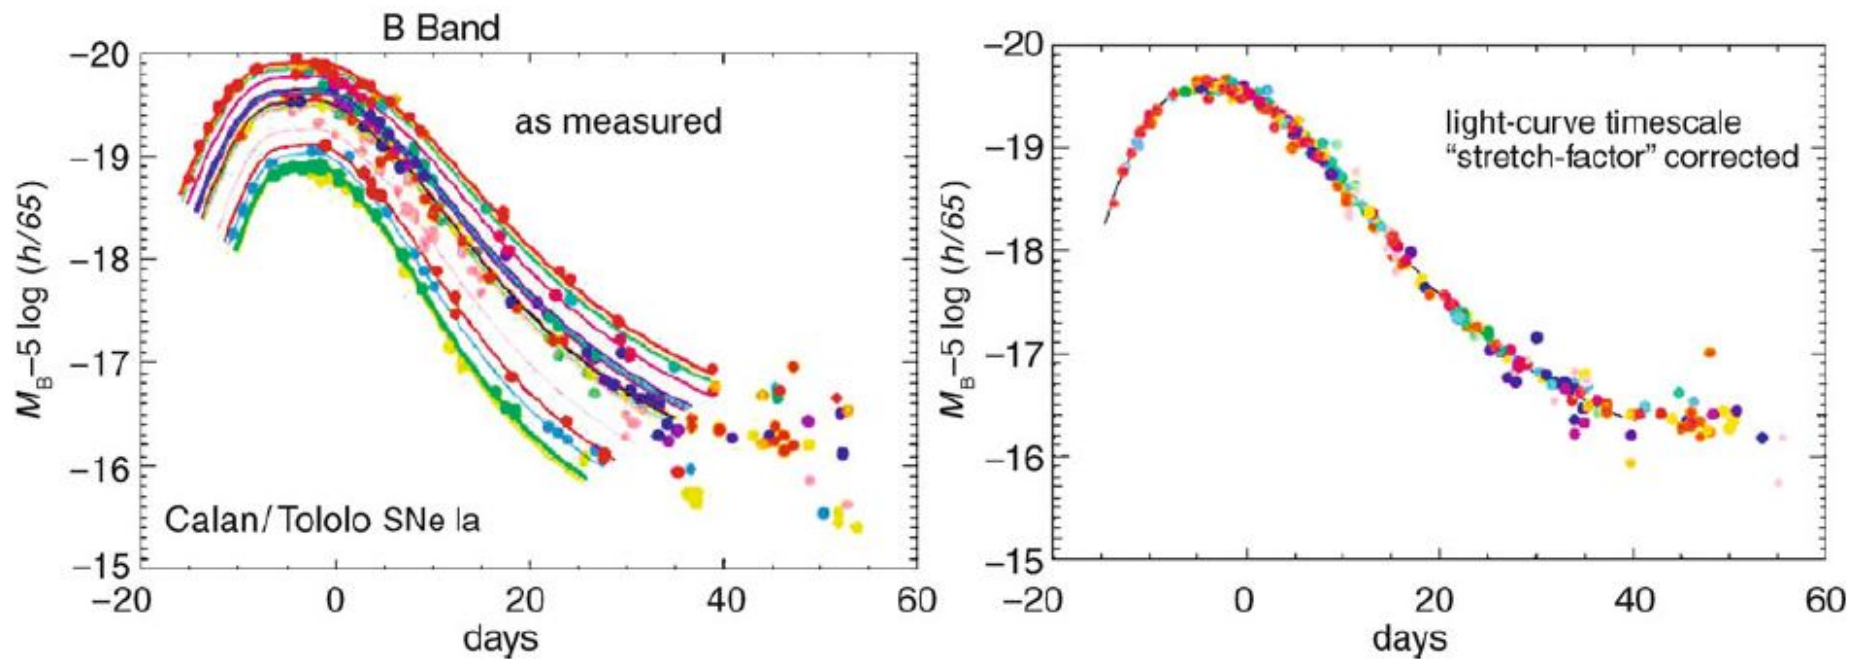 B Band
−20
−19
−18
−17
−16
−15
M_B−5 log (h/65)
as measured
Calan/Tololo SNe Ia
−20
0
20
40
60
days
−20
−19
−18
−17
−16
−15
M_B−5 log (h/65)
light-curve timescale
“stretch-factor” corrected
−20
0
20
40
60
days